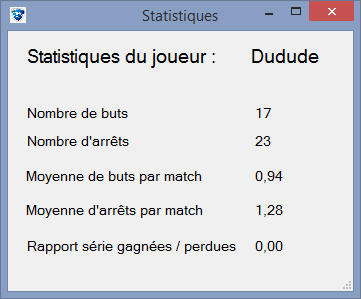 Statistiques
Statistiques du joueur : Dudude
Nombre de buts 17
Nombre d'arrêts 23
Moyenne de buts par match 0,94
Moyenne d'arrêts par match 1,28
Rapport série gagnées / perdues 0,00